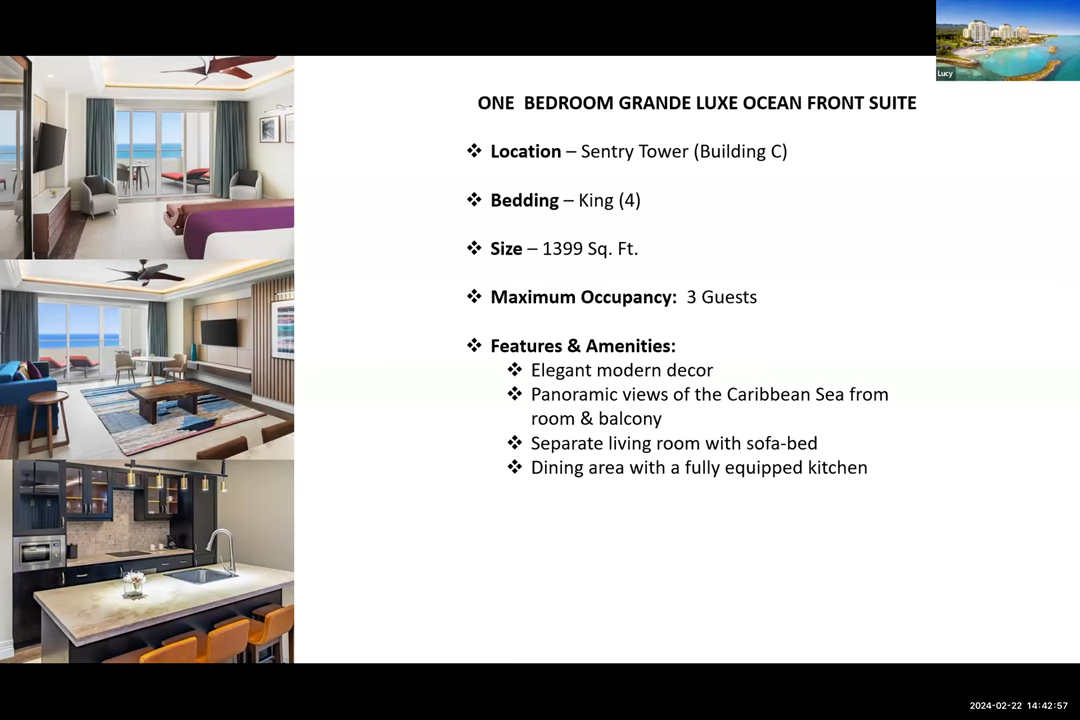 Lucy
ONE BEDROOM GRANDE LUXE OCEAN FRONT SUITE
❖ Location – Sentry Tower (Building C)
❖ Bedding – King (4)
❖ Size – 1399 Sq. Ft.
❖ Maximum Occupancy: 3 Guests
❖ Features & Amenities:
❖ Elegant modern decor
❖ Panoramic views of the Caribbean Sea from
room & balcony
❖ Separate living room with sofa-bed
❖ Dining area with a fully equipped kitchen
2024-02-22 14:42:57